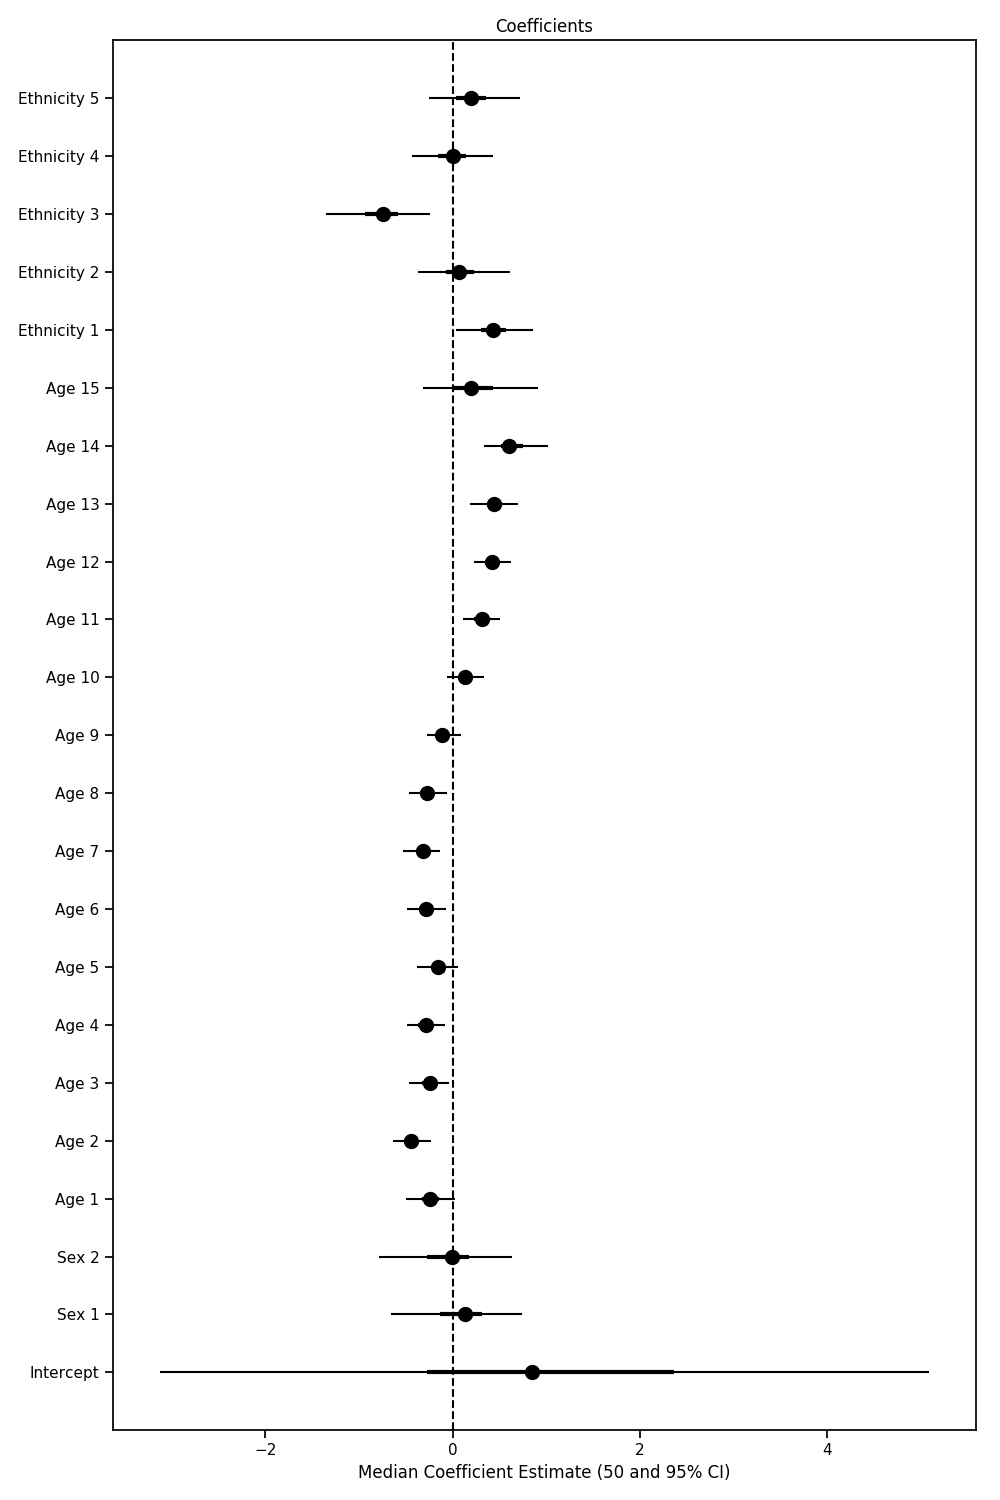 Coefficients
Ethnicity 5
Ethnicity 4
Ethnicity 3
Ethnicity 2
Ethnicity 1
Age 15
Age 14
Age 13
Age 12
Age 11
Age 10
Age 9
Age 8
Age 7
Age 6
Age 5
Age 4
Age 3
Age 2
Age 1
Sex 2
Sex 1
Intercept
−2 0 2 4
Median Coefficient Estimate (50 and 95% CI)